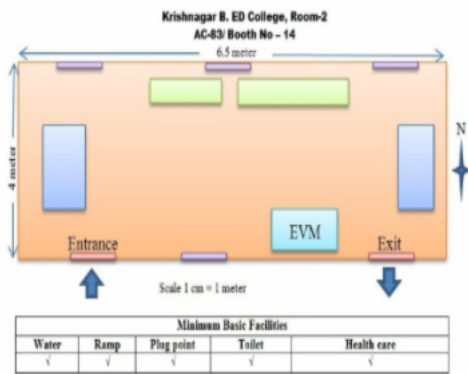 Krishnagar B. ED College, Room-2
AC-83/ Booth No – 14
6.5 meter
4 meter
N
EVM
Entrance
Exit
Scale 1 cm = 1 meter
Minimum Basic Facilities
Water Ramp Plug point Toilet Health care
√ √ √ √ √